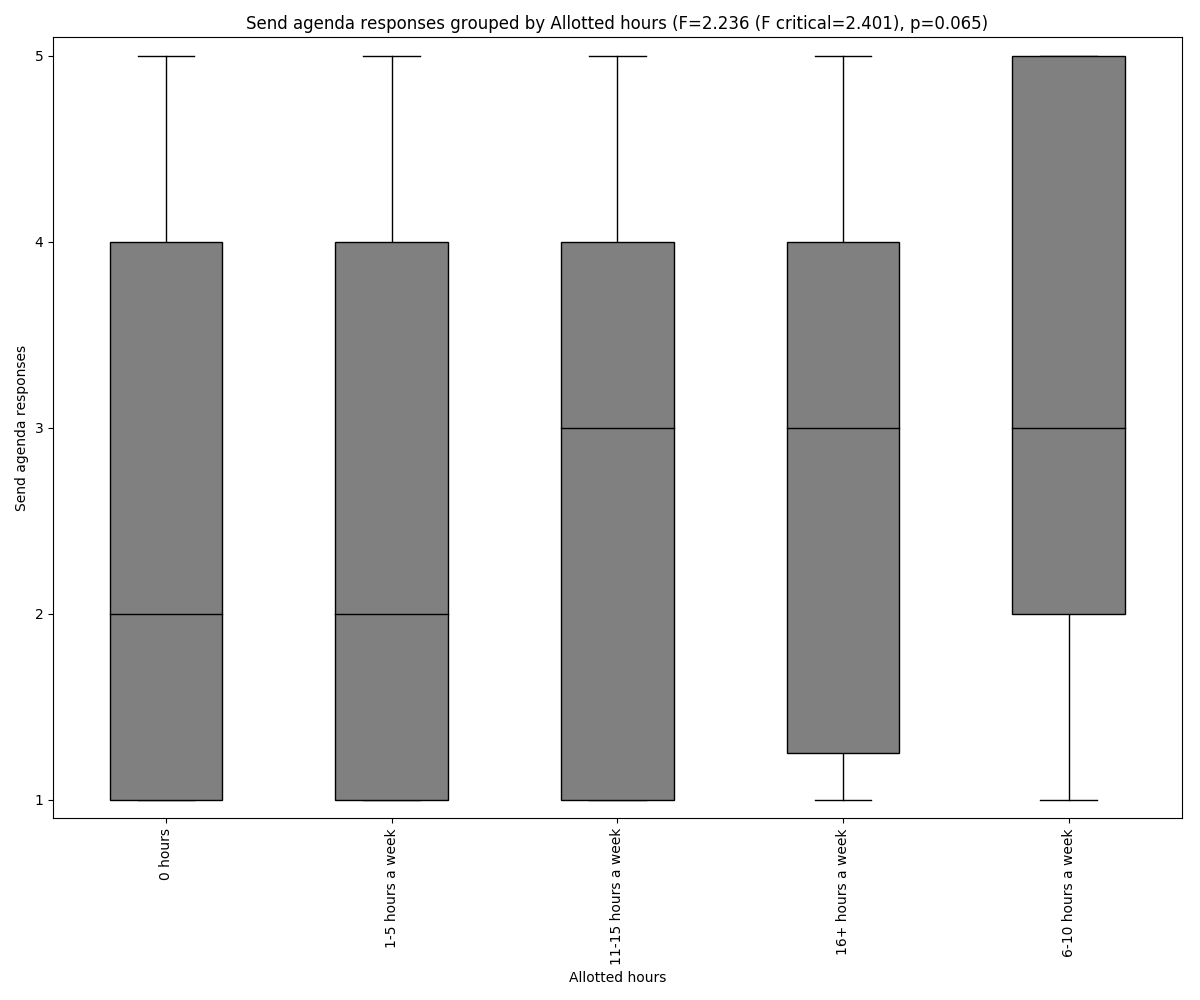 Send agenda responses grouped by Allotted hours (F=2.236 (F critical=2.401), p=0.065)
Send agenda responses
5
4
3
2
1
0 hours
1-5 hours a week
11-15 hours a week
16+ hours a week
6-10 hours a week
Allotted hours